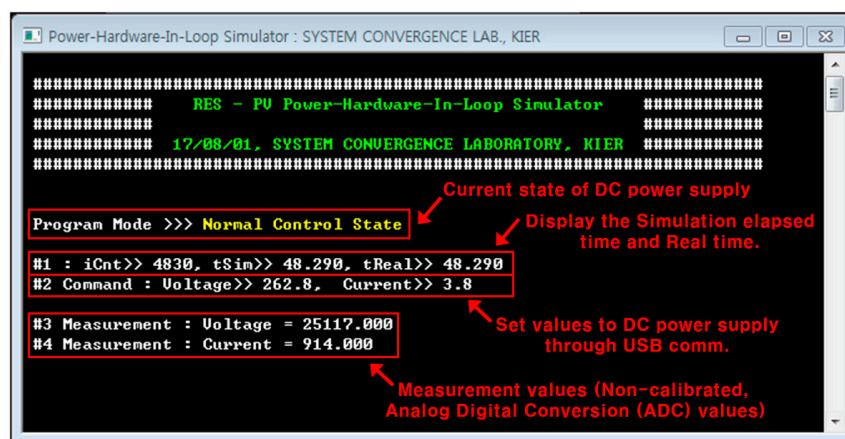 Power-Hardware-In-Loop Simulator : SYSTEM CONVERGENCE LAB., KIER
#########################################################################
############ RES - PV Power-Hardware-In-Loop Simulator ############
############ ############
############ 17/08/01, SYSTEM CONVERGENCE LABORATORY, KIER ############
#########################################################################
Current state of DC power supply
Program Mode >>> Normal Control State
Display the Simulation elapsed
time and Real time.
#1 : iCnt>> 4830, tSim>> 48.290, tReal>> 48.290
#2 Command : Voltage>> 262.8, Current>> 3.8
#3 Measurement : Voltage = 25117.000
#4 Measurement : Current = 914.000
Set values to DC power supply
through USB comm.
Measurement values (Non-calibrated,
Analog Digital Conversion (ADC) values)